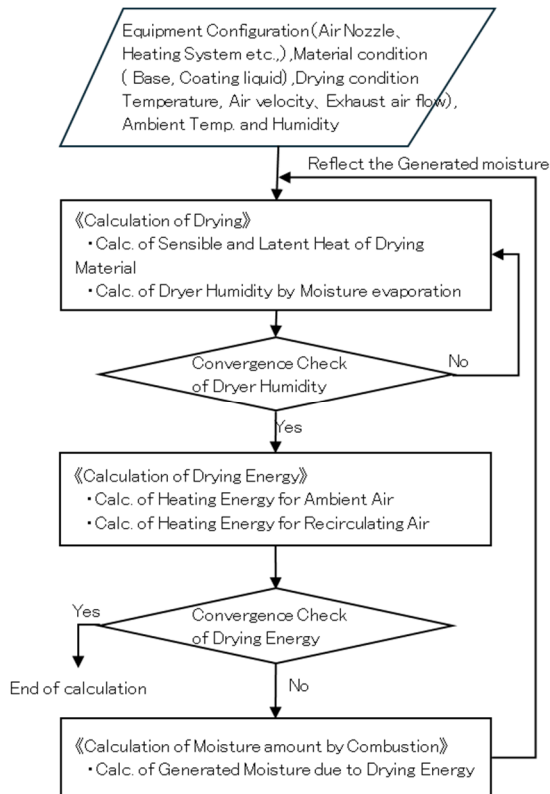 Equipment Configuration(Air Nozzle、
Heating System etc.,),Material condition
( Base, Coating liquid) ,Drying condition
Temperature, Air velocity、Exhaust air flow),
Ambient Temp. and Humidity
Reflect the Generated moisture
《Calculation of Drying》
・Calc. of Sensible and Latent Heat of Drying
Material
・Calc. of Dryer Humidity by Moisture evaporation
Convergence Check
of Dryer Humidity
No
Yes
《Calculation of Drying Energy》
・Calc. of Heating Energy for Ambient Air
・Calc. of Heating Energy for Recirculating Air
Convergence Check
of Drying Energy
Yes
End of calculation
No
《Calculation of Moisture amount by Combustion》
・Calc. of Generated Moisture due to Drying Energy